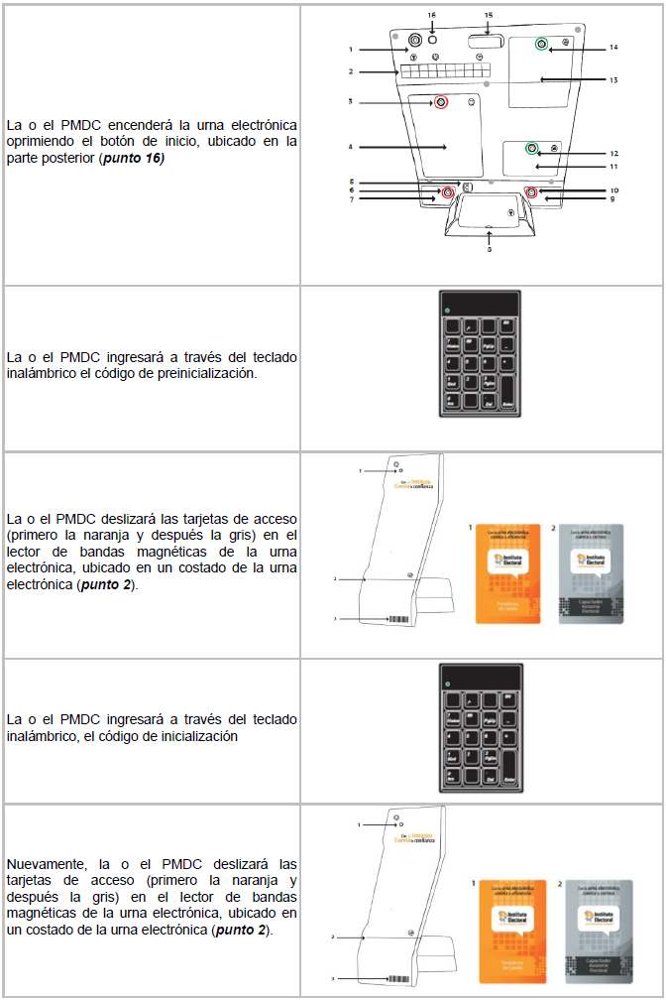 La o el PMDC encenderá la urna electrónica
oprimiendo el botón de inicio, ubicado en la
parte posterior (punto 16)
16
15
1
2
3
4
5
6
7
14
13
12
11
10
9
8
La o el PMDC ingresará a través del teclado
inalámbrico el código de preinicialización.
La o el PMDC deslizará las tarjetas de acceso
(primero la naranja y después la gris) en el
lector de bandas magnéticas de la urna
electrónica, ubicado en un costado de la urna
electrónica (punto 2).
1
2
3
Con el Instituto
Cuenta la confianza
1
Instituto
Electoral
2
Instituto
Electoral
Capacitador
Asistente
Electoral
La o el PMDC ingresará a través del teclado
inalámbrico, el código de inicialización
Nuevamente, la o el PMDC deslizará las
tarjetas de acceso (primero la naranja y
después la gris) en el lector de bandas
magnéticas de la urna electrónica, ubicado en
un costado de la urna electrónica (punto 2).
1
2
3
Con el Instituto
Cuenta la confianza
1
Instituto
Electoral
2
Instituto
Electoral
Capacitador
Asistente
Electoral